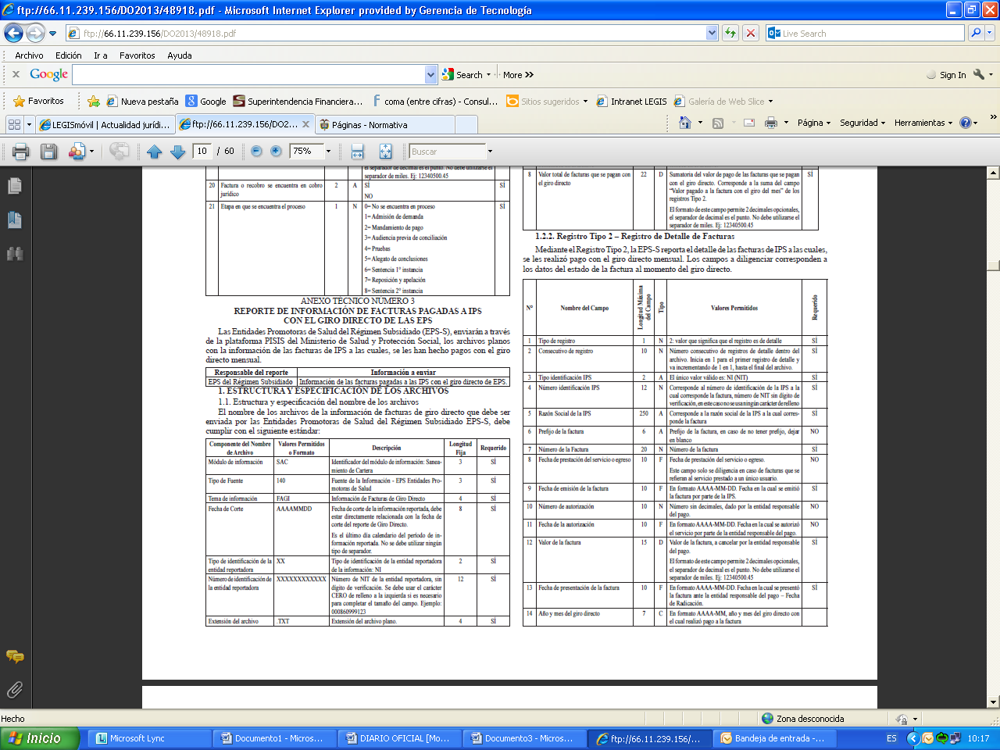 ftp://66.11.239.156/DO2013/48918.pdf - Microsoft Internet Explorer provided by Gerencia de Tecnología
ftp://66.11.239.156/DO2013/48918.pdf
Live Search
Archivo Edición Ir a Favoritos Ayuda
x Google Search More » Sign In
Favoritos Nueva pestaña Google Superintendencia Financiera... coma (entre cifras) - Consul... Sitios sugeridos Intranet LEGIS Galería de Web Slice
LEGISmóvil | Actualidad jurídi... ftp://66.11.239.156/DO2... Páginas - Normativa Página Seguridad Herramientas
10 / 60 75% Buscar
el separador de decimal es el punto. No debe utilizarse el
separador de miles. Ej: 12340500.45
20 Factura o recobro se encuentra en cobro jurídico 2 A SÍ NO SÍ
21 Etapa en que se encuentra el proceso 1 N 0= No se encuentra en proceso SÍ
1= Admisión de demanda
2= Mandamiento de pago
3= Audiencia previa de conciliación
4= Pruebas
5= Alegato de conclusiones
6= Sentencia 1° instancia
7= Reposición y apelación
8= Sentencia 2° instancia
ANEXO TÉCNICO NÚMERO 3
REPORTE DE INFORMACIÓN DE FACTURAS PAGADAS A IPS
CON EL GIRO DIRECTO DE LAS EPS
Las Entidades Promotoras de Salud del Régimen Subsidiado (EPS-S), enviarán a través
de la plataforma PISIS del Ministerio de Salud y Protección Social, los archivos planos
con la información de las facturas de IPS a las cuales, se les han hecho pagos con el giro
directo mensual.
Responsable del reporte Información a enviar
EPS del Régimen Subsidiado Información de las facturas pagadas a las IPS con el giro directo de EPS.
1. ESTRUCTURA Y ESPECIFICACIÓN DE LOS ARCHIVOS
1.1. Estructura y especificación del nombre de los archivos
El nombre de los archivos de la información de facturas de giro directo que debe ser
enviada por las Entidades Promotoras de Salud del Régimen Subsidiado EPS-S, debe
cumplir con el siguiente estándar:
Componente del Nombre de Archivo Valores Permitidos o Formato Descripción Longitud Fija Requerido
Módulo de información SAC Identificador del módulo de información: Sanea-
miento de Cartera 3 SÍ
Tipo de Fuente 140 Fuente de la Información - EPS Entidades Pro-
motoras de Salud 3 SÍ
Tema de información FAGI Información de Facturas de Giro Directo 4 SÍ
Fecha de Corte AAAAMMDD Fecha de corte de la información reportada, debe
estar directamente relacionada con la fecha de
corte del reporte de Giro Directo. 8 SÍ
Es el último día calendario del período de in-
formación reportada. No se debe utilizar ningún
tipo de separador.
Tipo de identificación de la entidad reportadora XX Tipo de identificación de la entidad reportadora
de la información: NI 2 SÍ
Número de identificación de la entidad reportadora XXXXXXXXXXXX Número de NIT de la entidad reportadora, sin
dígito de verificación. Se debe usar el carácter
CERO de relleno a la izquierda si es necesario
para completar el tamaño del campo. Ejemplo:
000860999123 12 SÍ
Extensión del archivo .TXT Extensión del archivo plano. 4 SÍ
8 Valor total de facturas que se pagan con el giro directo 22 D Sumatoria del valor de pago de las facturas que se pagan
con el giro directo. Corresponde a la suma del campo
"Valor pagado a la factura con el giro del mes" de los
registros Tipo 2. SÍ
El formato de este campo permite 2 decimales opcionales,
el separador de decimal es el punto. No debe utilizarse el
separador de miles. Ej: 12340500.45
1.2.2. Registro Tipo 2 – Registro de Detalle de Facturas
Mediante el Registro Tipo 2, la EPS-S reporta el detalle de las facturas de IPS a las cuales,
se les realizó pago con el giro directo mensual. Los campos a diligenciar corresponden a
los datos del estado de la factura al momento del giro directo.
N° Nombre del Campo Longitud Máxima del Campo Tipo Valores Permitidos Requerido
1 Tipo de registro 1 N 2: valor que significa que el registro es de detalle SÍ
2 Consecutivo de registro 10 N Número consecutivo de registros de detalle dentro del
archivo. Inicia en 1 para el primer registro de detalle y
va incrementando de 1 en 1, hasta el final del archivo. SÍ
3 Tipo identificación IPS 2 A El único valor válido es: NI (NIT) SÍ
4 Número identificación IPS 12 N Corresponde al número de identificación de la IPS a la
cual corresponde la factura, número de NIT sin dígito de
verificación, en este caso no se usa ningún carácter de relleno SÍ
5 Razón Social de la IPS 250 A Corresponde a la razón social de la IPS a la cual corres-
ponde la factura SÍ
6 Prefijo de la factura 6 A Prefijo de la factura, en caso de no tener prefijo, dejar
en blanco NO
7 Número de la Factura 20 N Número de la factura SÍ
8 Fecha de prestación del servicio o egreso 10 F Fecha de prestación del servicio o egreso. NO
Este campo solo se diligencia en caso de facturas que se
refieran al servicio prestado a un único usuario.
9 Fecha de emisión de la factura 10 F En formato AAAA-MM-DD. Fecha en la cual se emitió
la factura por parte de la IPS. SÍ
10 Número de autorización 10 N Número sin decimales, dado por la entidad responsable
del pago. NO
11 Fecha de la autorización 10 F En formato AAAA-MM-DD. Fecha en la cual se autorizó
el servicio por parte de la entidad responsable del pago. NO
12 Valor de la factura 15 D Valor de la factura, a cancelar por la entidad responsable
del pago. SÍ
El formato de este campo permite 2 decimales opcionales,
el separador de decimal es el punto. No debe utilizarse el
separador de miles. Ej: 12340500.45
13 Fecha de presentación de la factura 10 F En formato AAAA-MM-DD. Fecha en la cual se presentó
la factura ante la entidad responsable del pago – Fecha
de Radicación. SÍ
14 Año y mes del giro directo 7 C En formato AAAA-MM, año y mes del giro directo con
el cual realizó pago a la factura
Hecho Zona desconocida
Inicio Microsoft Lync Documento1 - Micros... DIARIO OFICIAL [Mo... Documento3 - Micros... ftp://66.11.239.156/... Bandeja de entrada -... ES 10:17